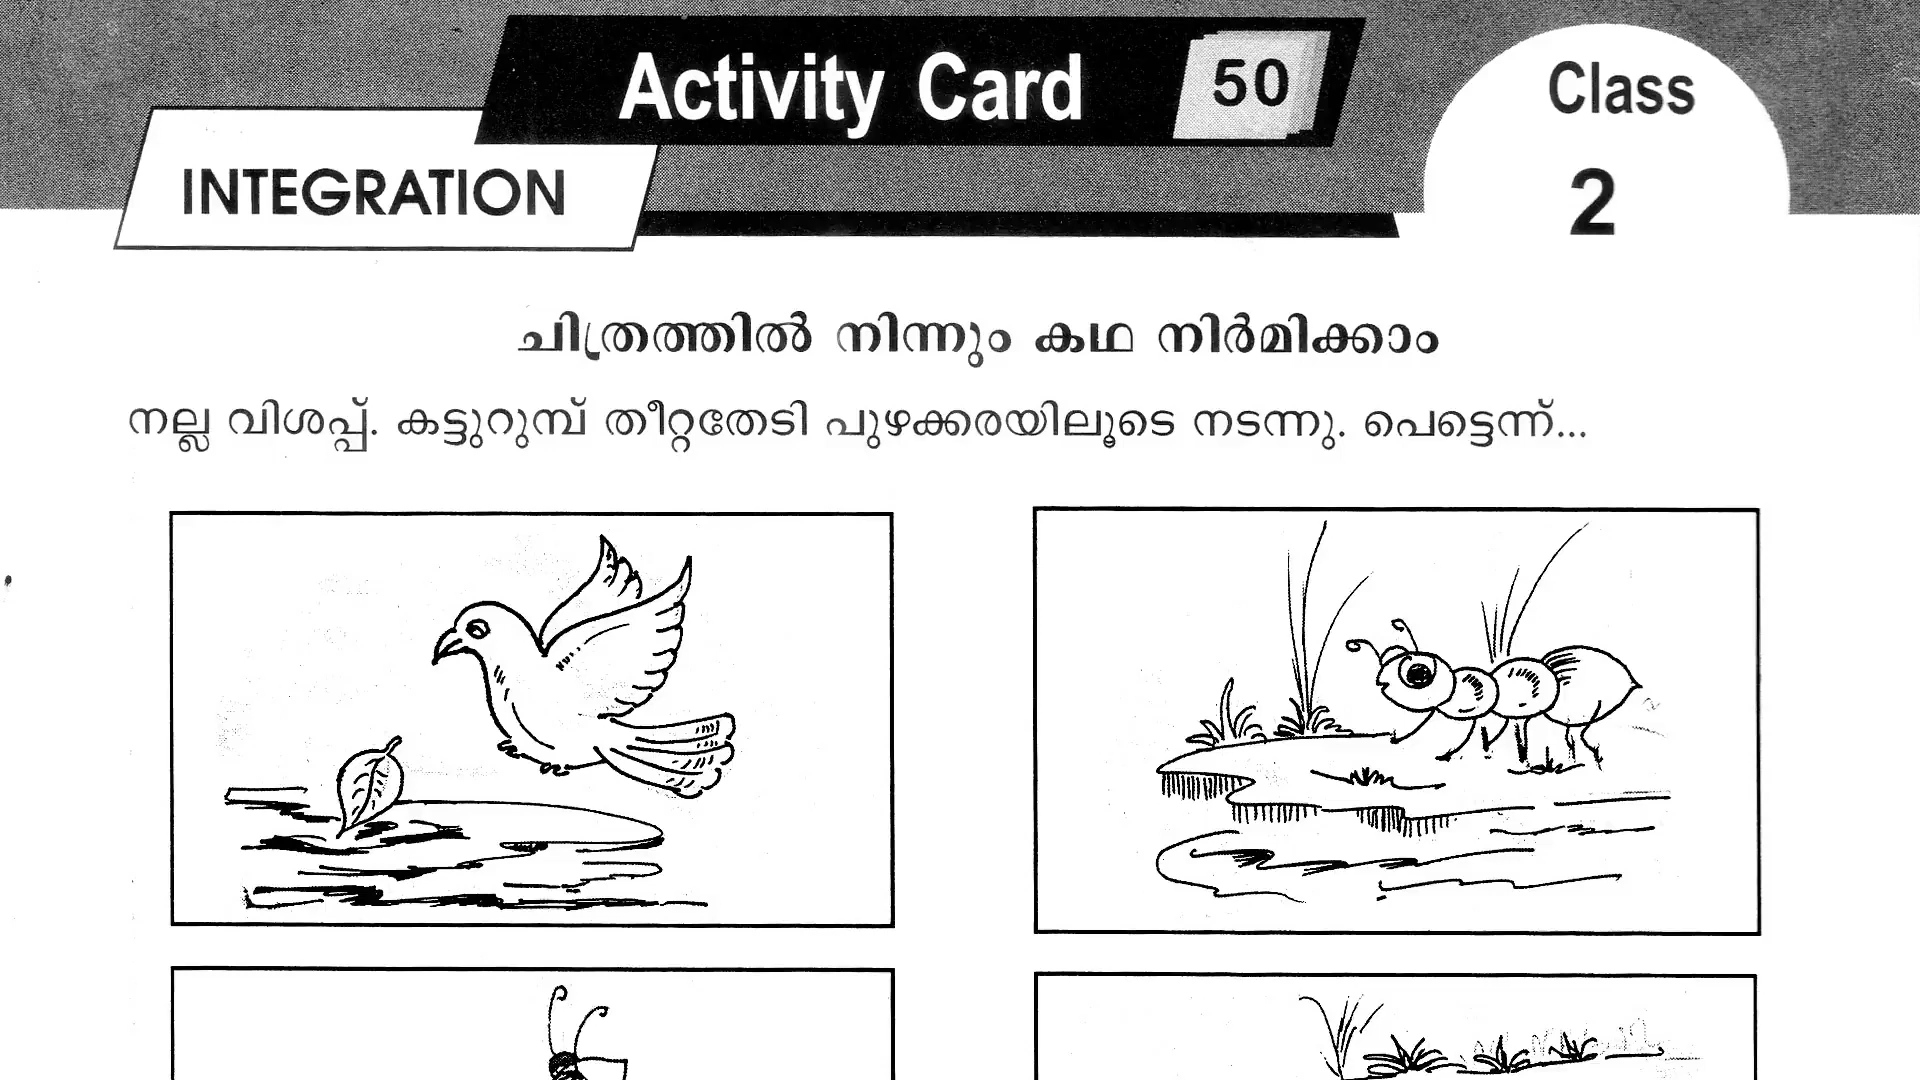 Activity Card 50
Class
2
INTEGRATION
ചിത്രത്തിൽ നിന്നും കഥ നിർമിക്കാം
നല്ല വിശപ്പ്. കട്ടുറുമ്പ് തീറ്റതേടി പുഴക്കരയിലൂടെ നടന്നു. പെട്ടെന്ന്...